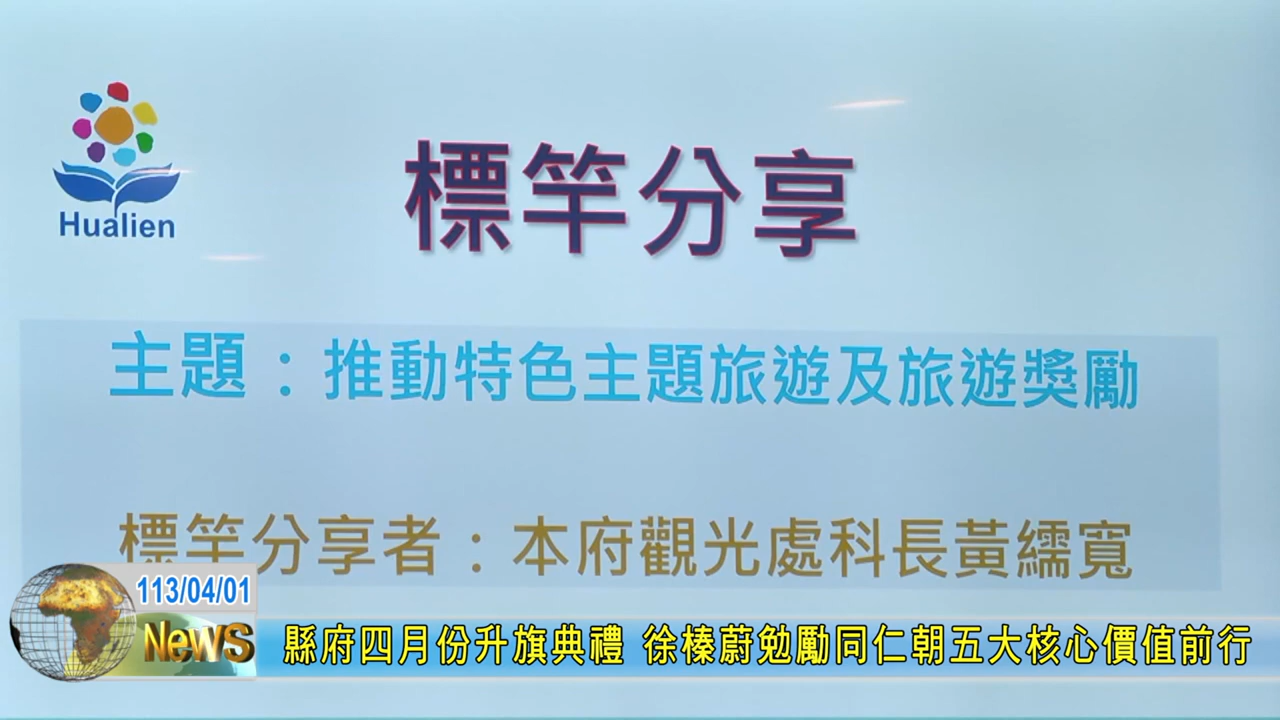 Hualien
標竿分享
主題：推動特色主題旅遊及旅遊獎勵
標竿分享者：本府觀光處科長黃繻寬
113/04/01
News
縣府四月份升旗典禮 徐榛蔚勉勵同仁朝五大核心價值前行